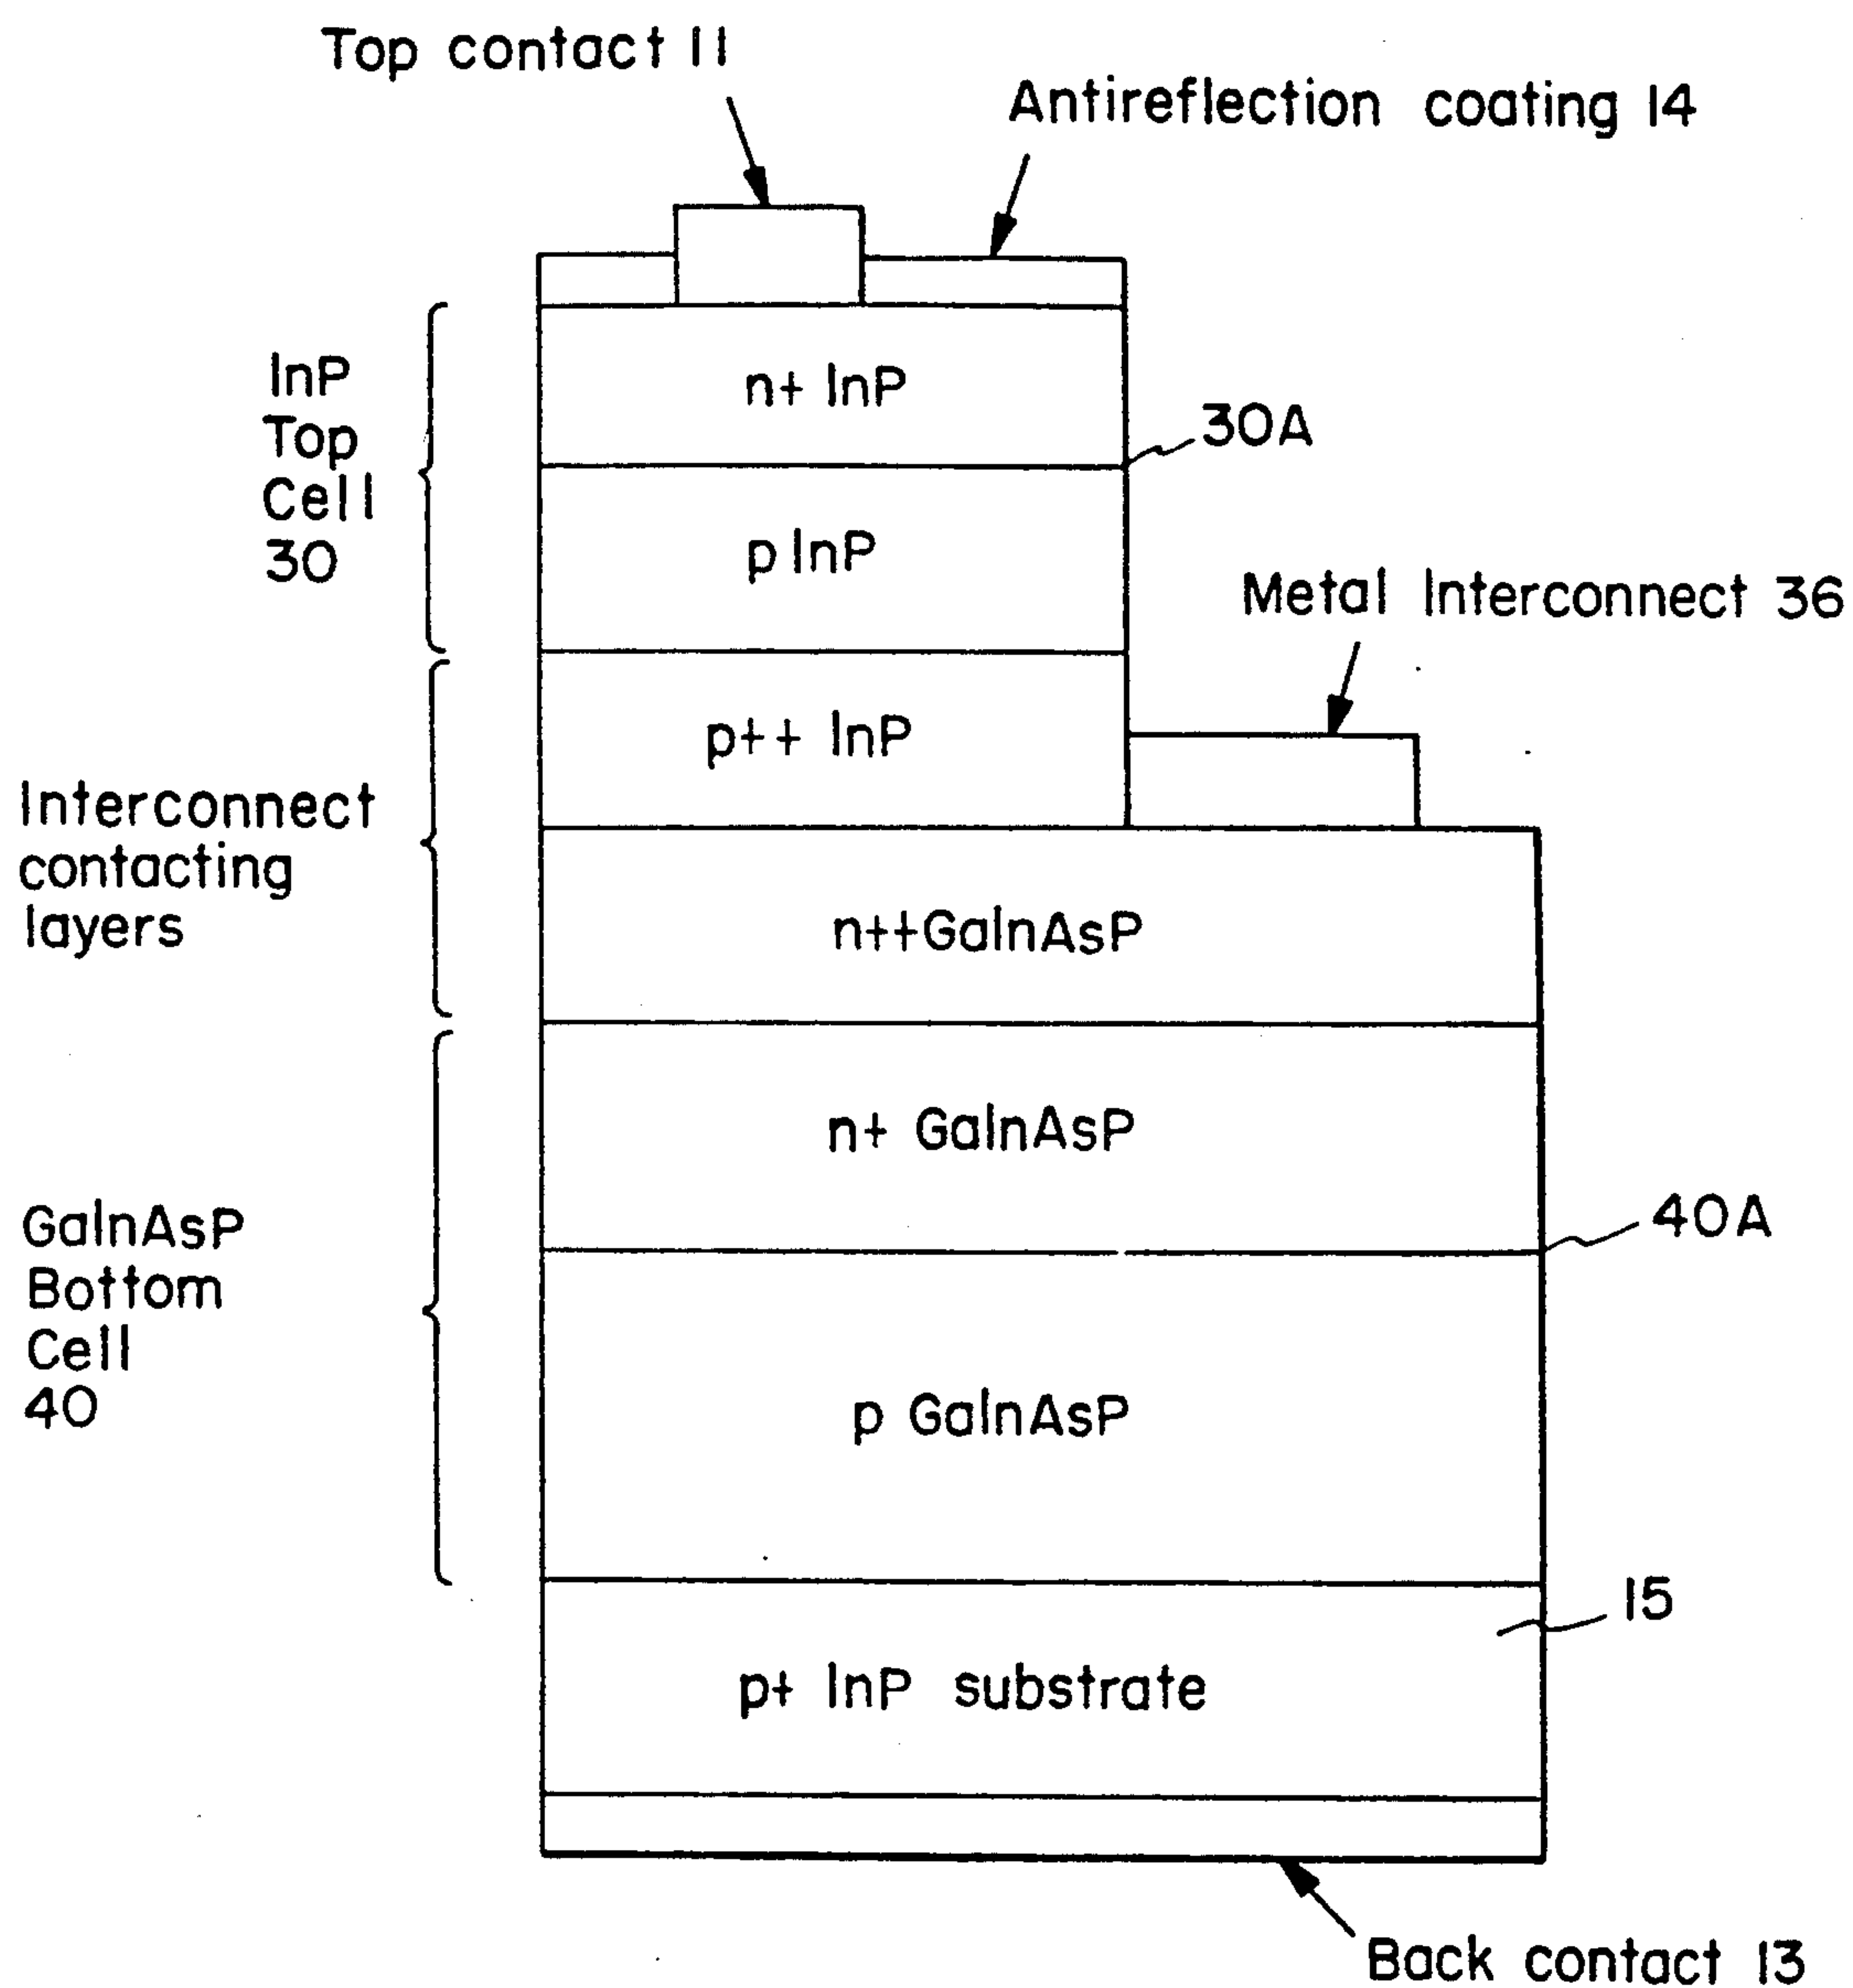 Top contact 11
Antireflection coating 14
InP
Top
Cell
30
n+ InP
30A
p InP
Metal Interconnect 36
p++ InP
Interconnect
contacting
layers
n++GaInAsP
n+ GaInAsP
40A
GaInAsP
Bottom
Cell
40
p GaInAsP
15
p+ InP substrate
Back contact 13